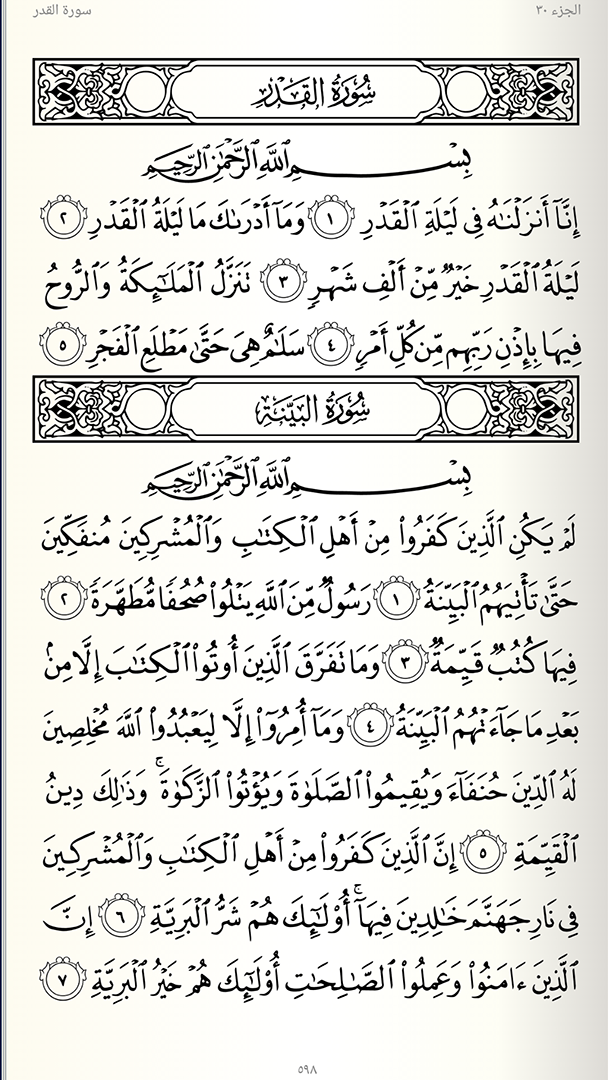 الجزء ٣٠
سورة القدر
سُورَةُ القَدْرِ
بِسْمِ ٱللَّهِ ٱلرَّحْمَٰنِ ٱلرَّحِيمِ
إِنَّآ أَنزَلْنَٰهُ فِى لَيْلَةِ ٱلْقَدْرِ ١ وَمَآ أَدْرَىٰكَ مَا لَيْلَةُ ٱلْقَدْرِ ٢
لَيْلَةُ ٱلْقَدْرِ خَيْرٌ مِّنْ أَلْفِ شَهْرٍ ٣ تَنَزَّلُ ٱلْمَلَٰٓئِكَةُ وَٱلرُّوحُ
فِيهَا بِإِذْنِ رَبِّهِم مِّن كُلِّ أَمْرٍ ٤ سَلَٰمٌ هِىَ حَتَّىٰ مَطْلَعِ ٱلْفَجْرِ ٥
سُورَةُ البَيِّنَةِ
بِسْمِ ٱللَّهِ ٱلرَّحْمَٰنِ ٱلرَّحِيمِ
لَمْ يَكُنِ ٱلَّذِينَ كَفَرُوا۟ مِنْ أَهْلِ ٱلْكِتَٰبِ وَٱلْمُشْرِكِينَ مُنفَكِّينَ
حَتَّىٰ تَأْتِيَهُمُ ٱلْبَيِّنَةُ ١ رَسُولٌ مِّنَ ٱللَّهِ يَتْلُوا۟ صُحُفًا مُّطَهَّرَةً ٢
فِيهَا كُتُبٌ قَيِّمَةٌ ٣ وَمَا تَفَرَّقَ ٱلَّذِينَ أُوتُوا۟ ٱلْكِتَٰبَ إِلَّا مِنۢ
بَعْدِ مَا جَآءَتْهُمُ ٱلْبَيِّنَةُ ٤ وَمَآ أُمِرُوٓا۟ إِلَّا لِيَعْبُدُوا۟ ٱللَّهَ مُخْلِصِينَ
لَهُ ٱلدِّينَ حُنَفَآءَ وَيُقِيمُوا۟ ٱلصَّلَوٰةَ وَيُؤْتُوا۟ ٱلزَّكَوٰةَ ۚ وَذَٰلِكَ دِينُ
ٱلْقَيِّمَةِ ٥ إِنَّ ٱلَّذِينَ كَفَرُوا۟ مِنْ أَهْلِ ٱلْكِتَٰبِ وَٱلْمُشْرِكِينَ
فِى نَارِ جَهَنَّمَ خَٰلِدِينَ فِيهَآ ۚ أُو۟لَٰٓئِكَ هُمْ شَرُّ ٱلْبَرِيَّةِ ٦ إِنَّ
ٱلَّذِينَ ءَامَنُوا۟ وَعَمِلُوا۟ ٱلصَّٰلِحَٰتِ أُو۟لَٰٓئِكَ هُمْ خَيْرُ ٱلْبَرِيَّةِ ٧
٥٩٨